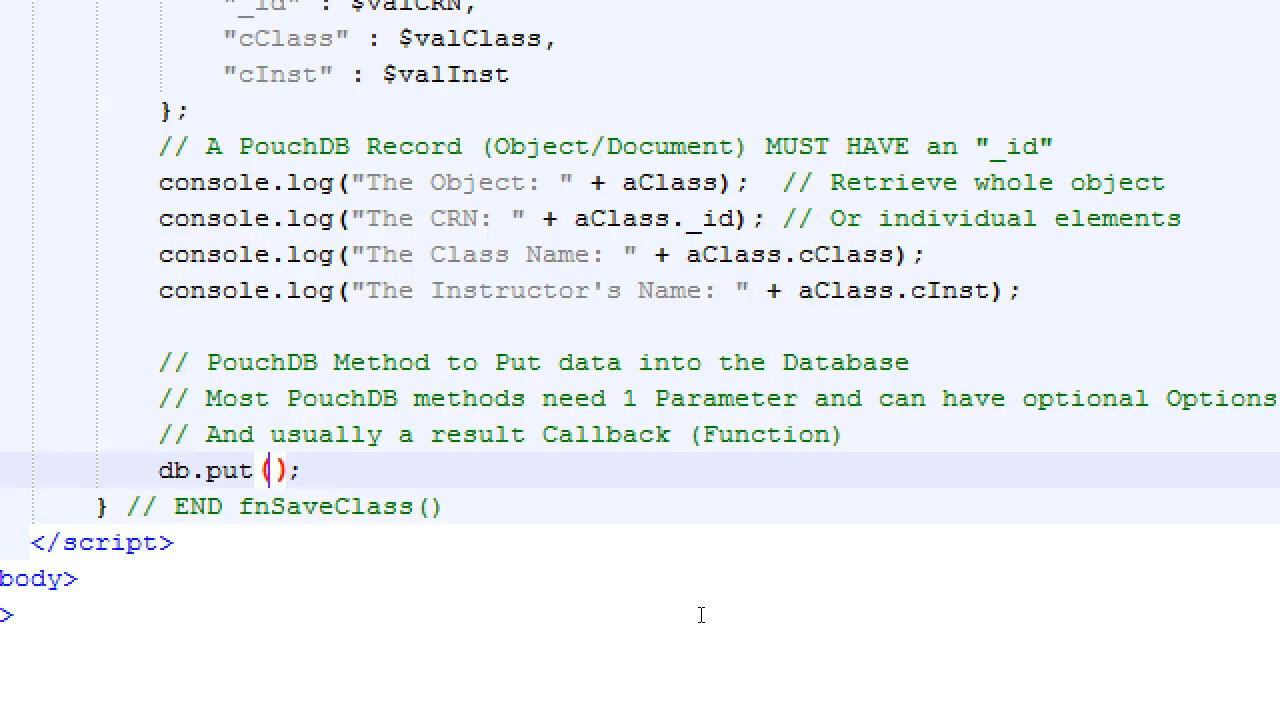 "_id" : $valCRN,
"cClass" : $valClass,
"cInst" : $valInst
};
// A PouchDB Record (Object/Document) MUST HAVE an "_id"
console.log("The Object: " + aClass);  // Retrieve whole object
console.log("The CRN: " + aClass._id); // Or individual elements
console.log("The Class Name: " + aClass.cClass);
console.log("The Instructor's Name: " + aClass.cInst);
// PouchDB Method to Put data into the Database
// Most PouchDB methods need 1 Parameter and can have optional Options
// And usually a result Callback (Function)
db.put();
} // END fnSaveClass()
</script>
body>
>